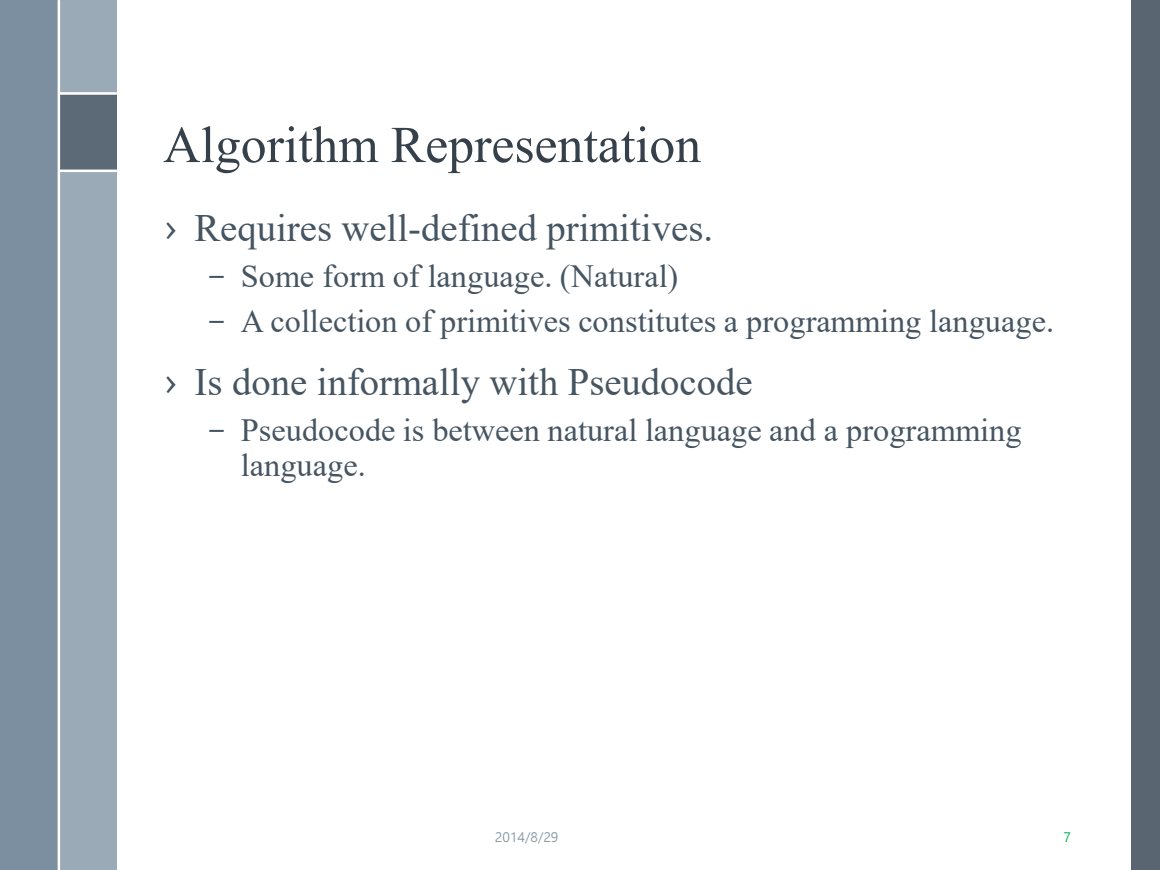 Algorithm Representation
› Requires well-defined primitives.
− Some form of language. (Natural)
− A collection of primitives constitutes a programming language.
› Is done informally with Pseudocode
− Pseudocode is between natural language and a programming
language.
2014/8/29
7